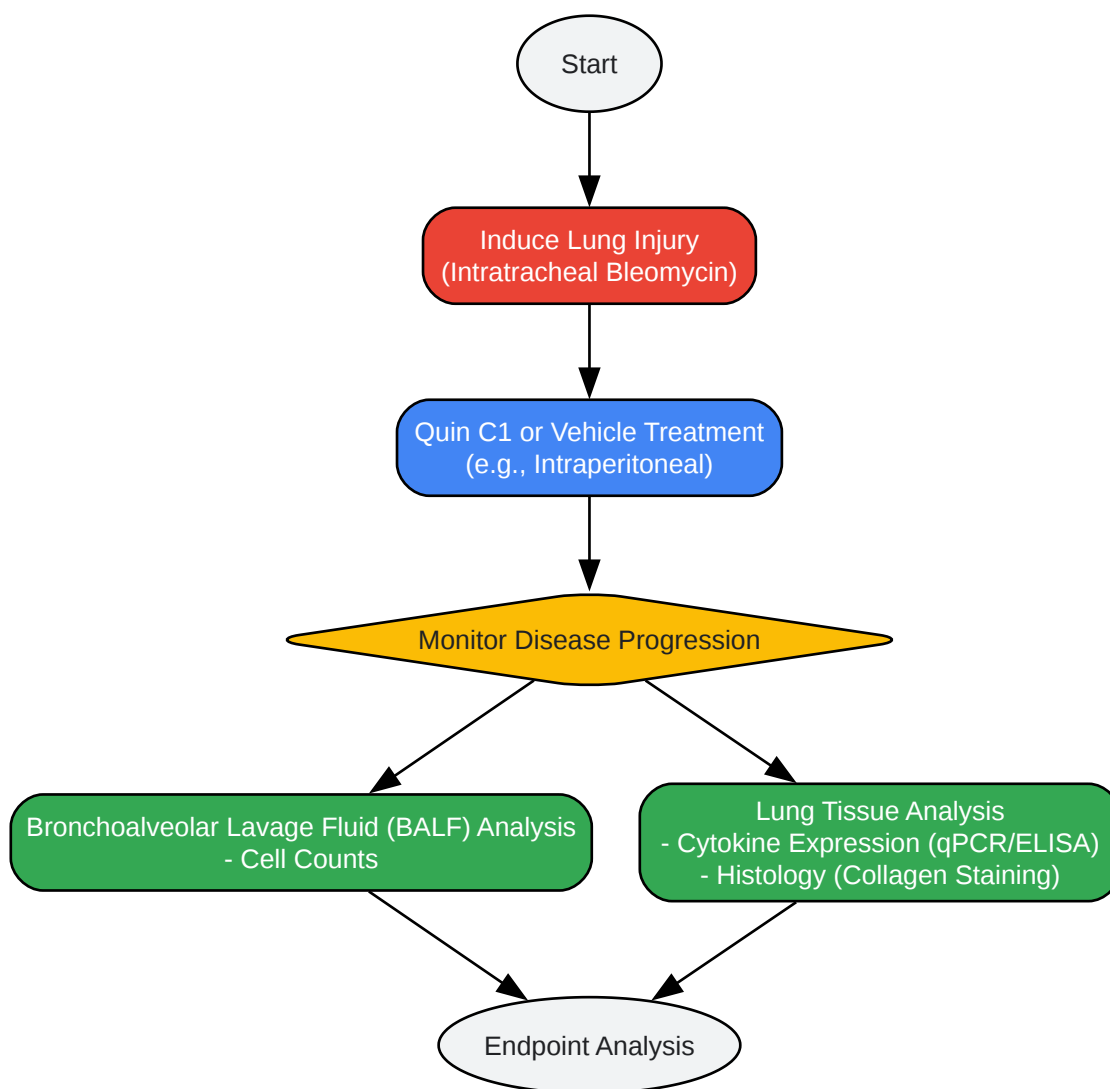 Start
Induce Lung Injury
(Intratracheal Bleomycin)
Quin C1 or Vehicle Treatment
(e.g., Intraperitoneal)
Monitor Disease Progression
Bronchoalveolar Lavage Fluid (BALF) Analysis
- Cell Counts
Lung Tissue Analysis
- Cytokine Expression (qPCR/ELISA)
- Histology (Collagen Staining)
Endpoint Analysis